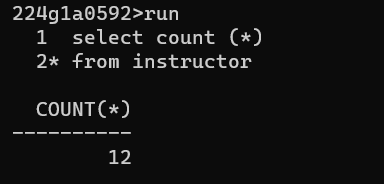 224g1a0592>run
  1  select count (*)
  2* from instructor

  COUNT(*)
----------
        12